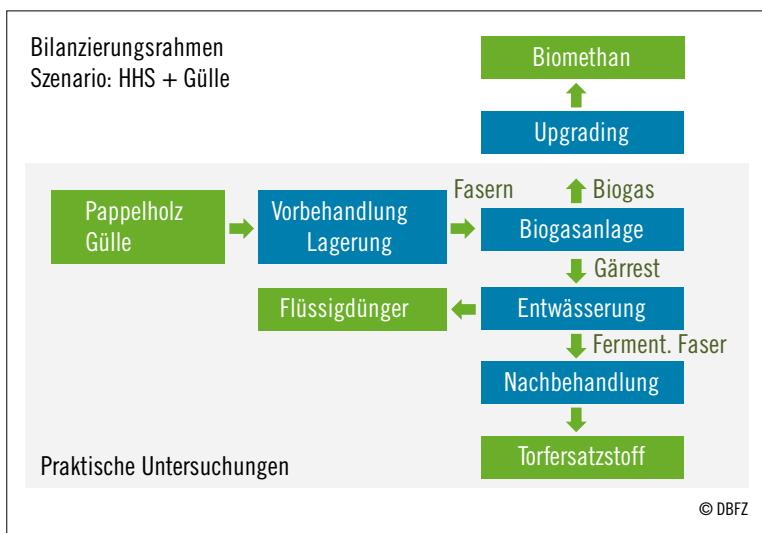 Bilanzierungsrahmen
Szenario: HHS + Gülle
Biomethan
Upgrading
Pappelholz
Gülle
Vorbehandlung
Lagerung
Fasern
Biogas
Biogasanlage
Gärrest
Flüssigdünger
Entwässerung
Ferment. Faser
Nachbehandlung
Torfersatzstoff
Praktische Untersuchungen
© DBFZ